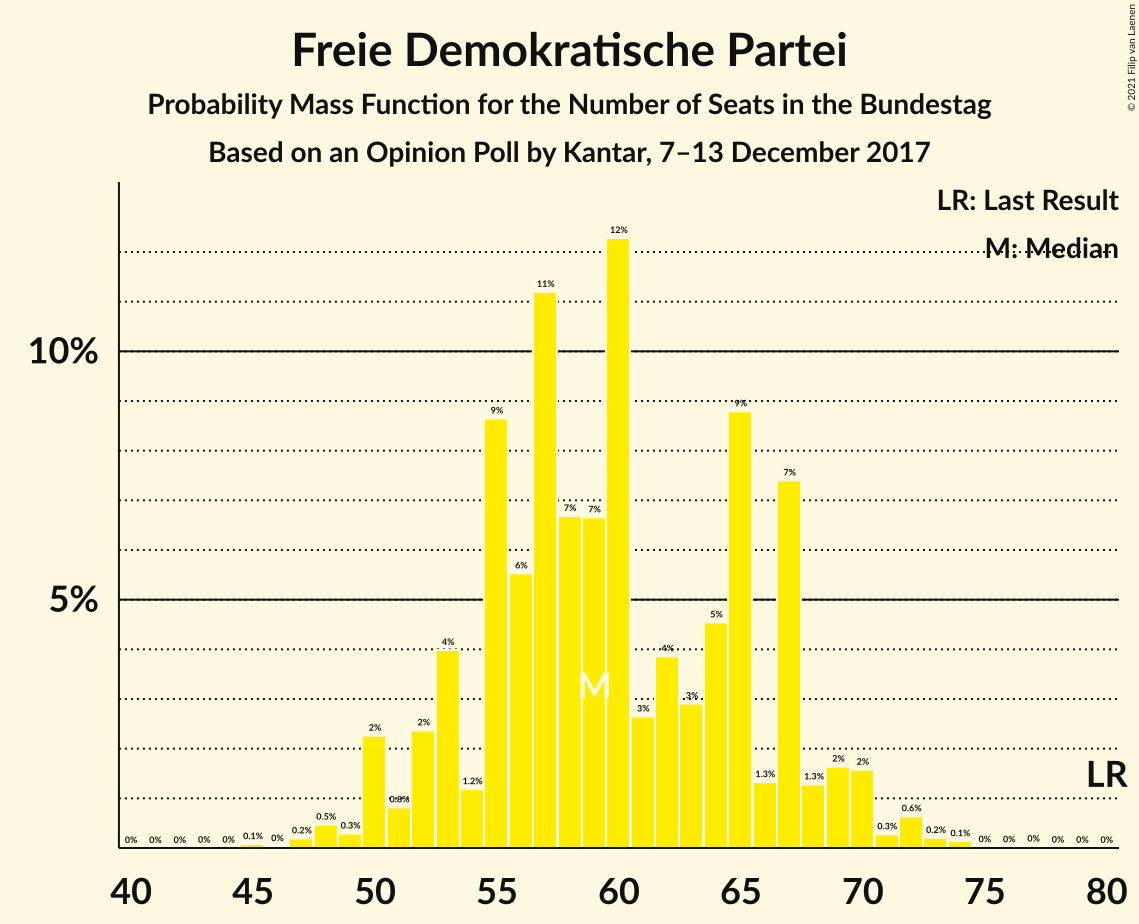 © 2021 Filip van Laenen
Freie Demokratische Partei
Probability Mass Function for the Number of Seats in the Bundestag
Based on an Opinion Poll by Kantar, 7–13 December 2017
LR: Last Result
M: Median
10%
5%
0% 0% 0% 0% 0% 0.1% 0% 0.2% 0.5% 0.3% 2% 0.8% 2% 4% 1.2% 9% 6% 11% 7% 7% 12% 3% 4% 3% 5% 9% 1.3% 7% 1.3% 2% 2% 0.3% 0.6% 0.2% 0.1% 0% 0% 0% 0% 0% 0%
M
LR
40 45 50 55 60 65 70 75 80